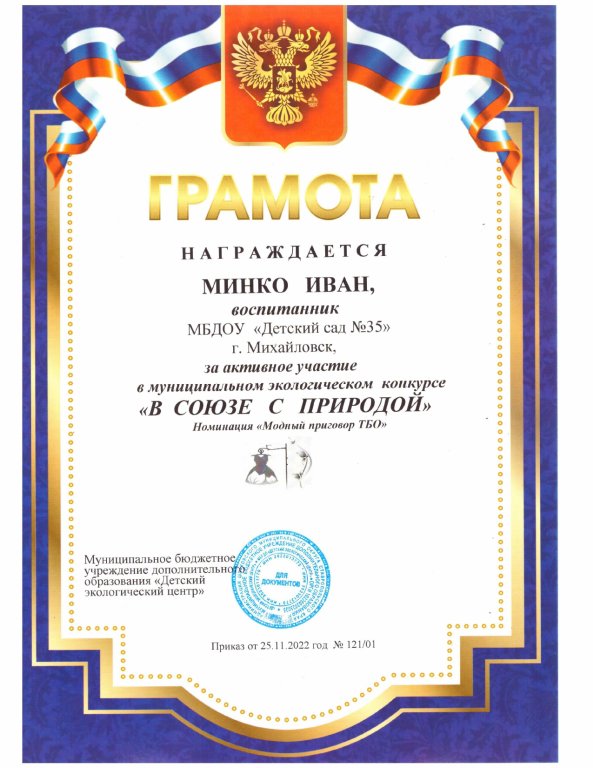 ГРАМОТА
НАГРАЖДАЕТСЯ
МИНКО ИВАН,
воспитанник
МБДОУ «Детский сад №35»
г. Михайловск,
за активное участие
в муниципальном экологическом конкурсе
«В СОЮЗЕ С ПРИРОДОЙ»
Номинация «Модный приговор ТБО»
Муниципальное бюджетное
учреждение дополнительного
образования «Детский
экологический центр»
ДЛЯ
ДОКУМЕНТОВ
Приказ от 25.11.2022 год № 121/01